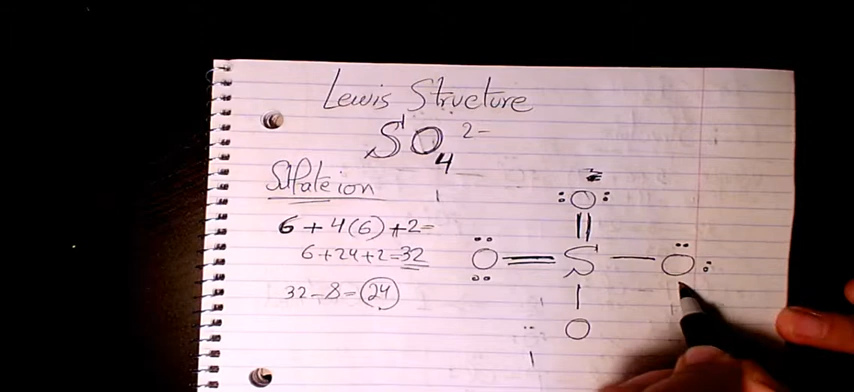 Lewis Structure
SO4 2-
Sulfate ion
6 + 4(6) + 2 =
6 + 24 + 2 = 32
32 - 8 = 24
O
O = S - O
O